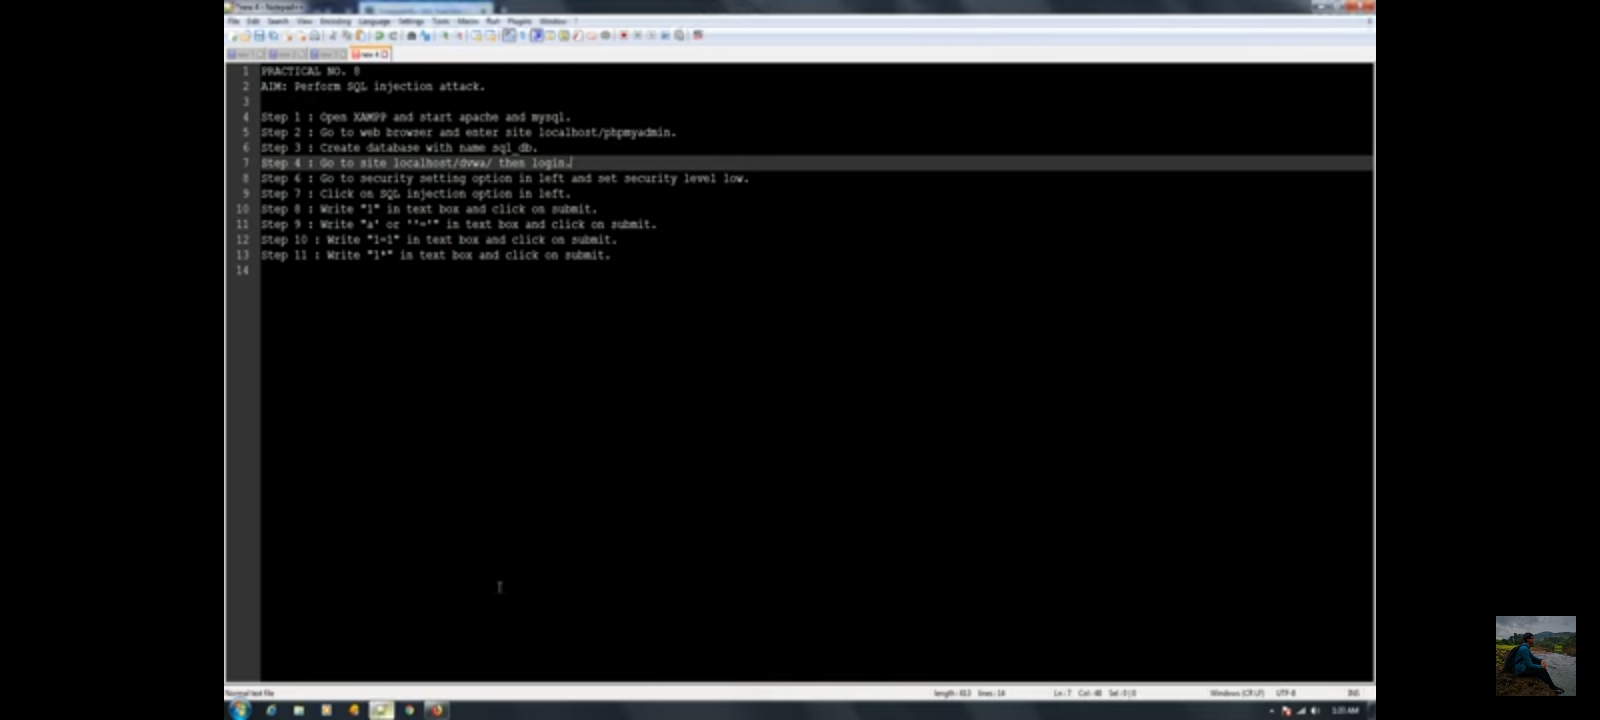 *new 4 - Notepad++
File Edit Search View Encoding Language Settings Tools Macro Run Plugins Window ?
new 1 new 2 new 3 new 4
1 PRACTICAL NO. 8
2 AIM: Perform SQL injection attack.
3
4 Step 1 : Open XAMPP and start apache and mysql.
5 Step 2 : Go to web browser and enter site localhost/phpmyadmin.
6 Step 3 : Create database with name sql_db.
7 Step 4 : Go to site localhost/dvwa/ then login.
8 Step 6 : Go to security setting option in left and set security level low.
9 Step 7 : Click on SQL injection option in left.
10 Step 8 : Write "1" in text box and click on submit.
11 Step 9 : Write "a' or ''='" in text box and click on submit.
12 Step 10 : Write "1=1" in text box and click on submit.
13 Step 11 : Write "1*" in text box and click on submit.
14
Normal text file length: 613 lines: 14 Ln: 7 Col: 48 Sel: 0 | 0 Windows (CR LF) UTF-8 INS